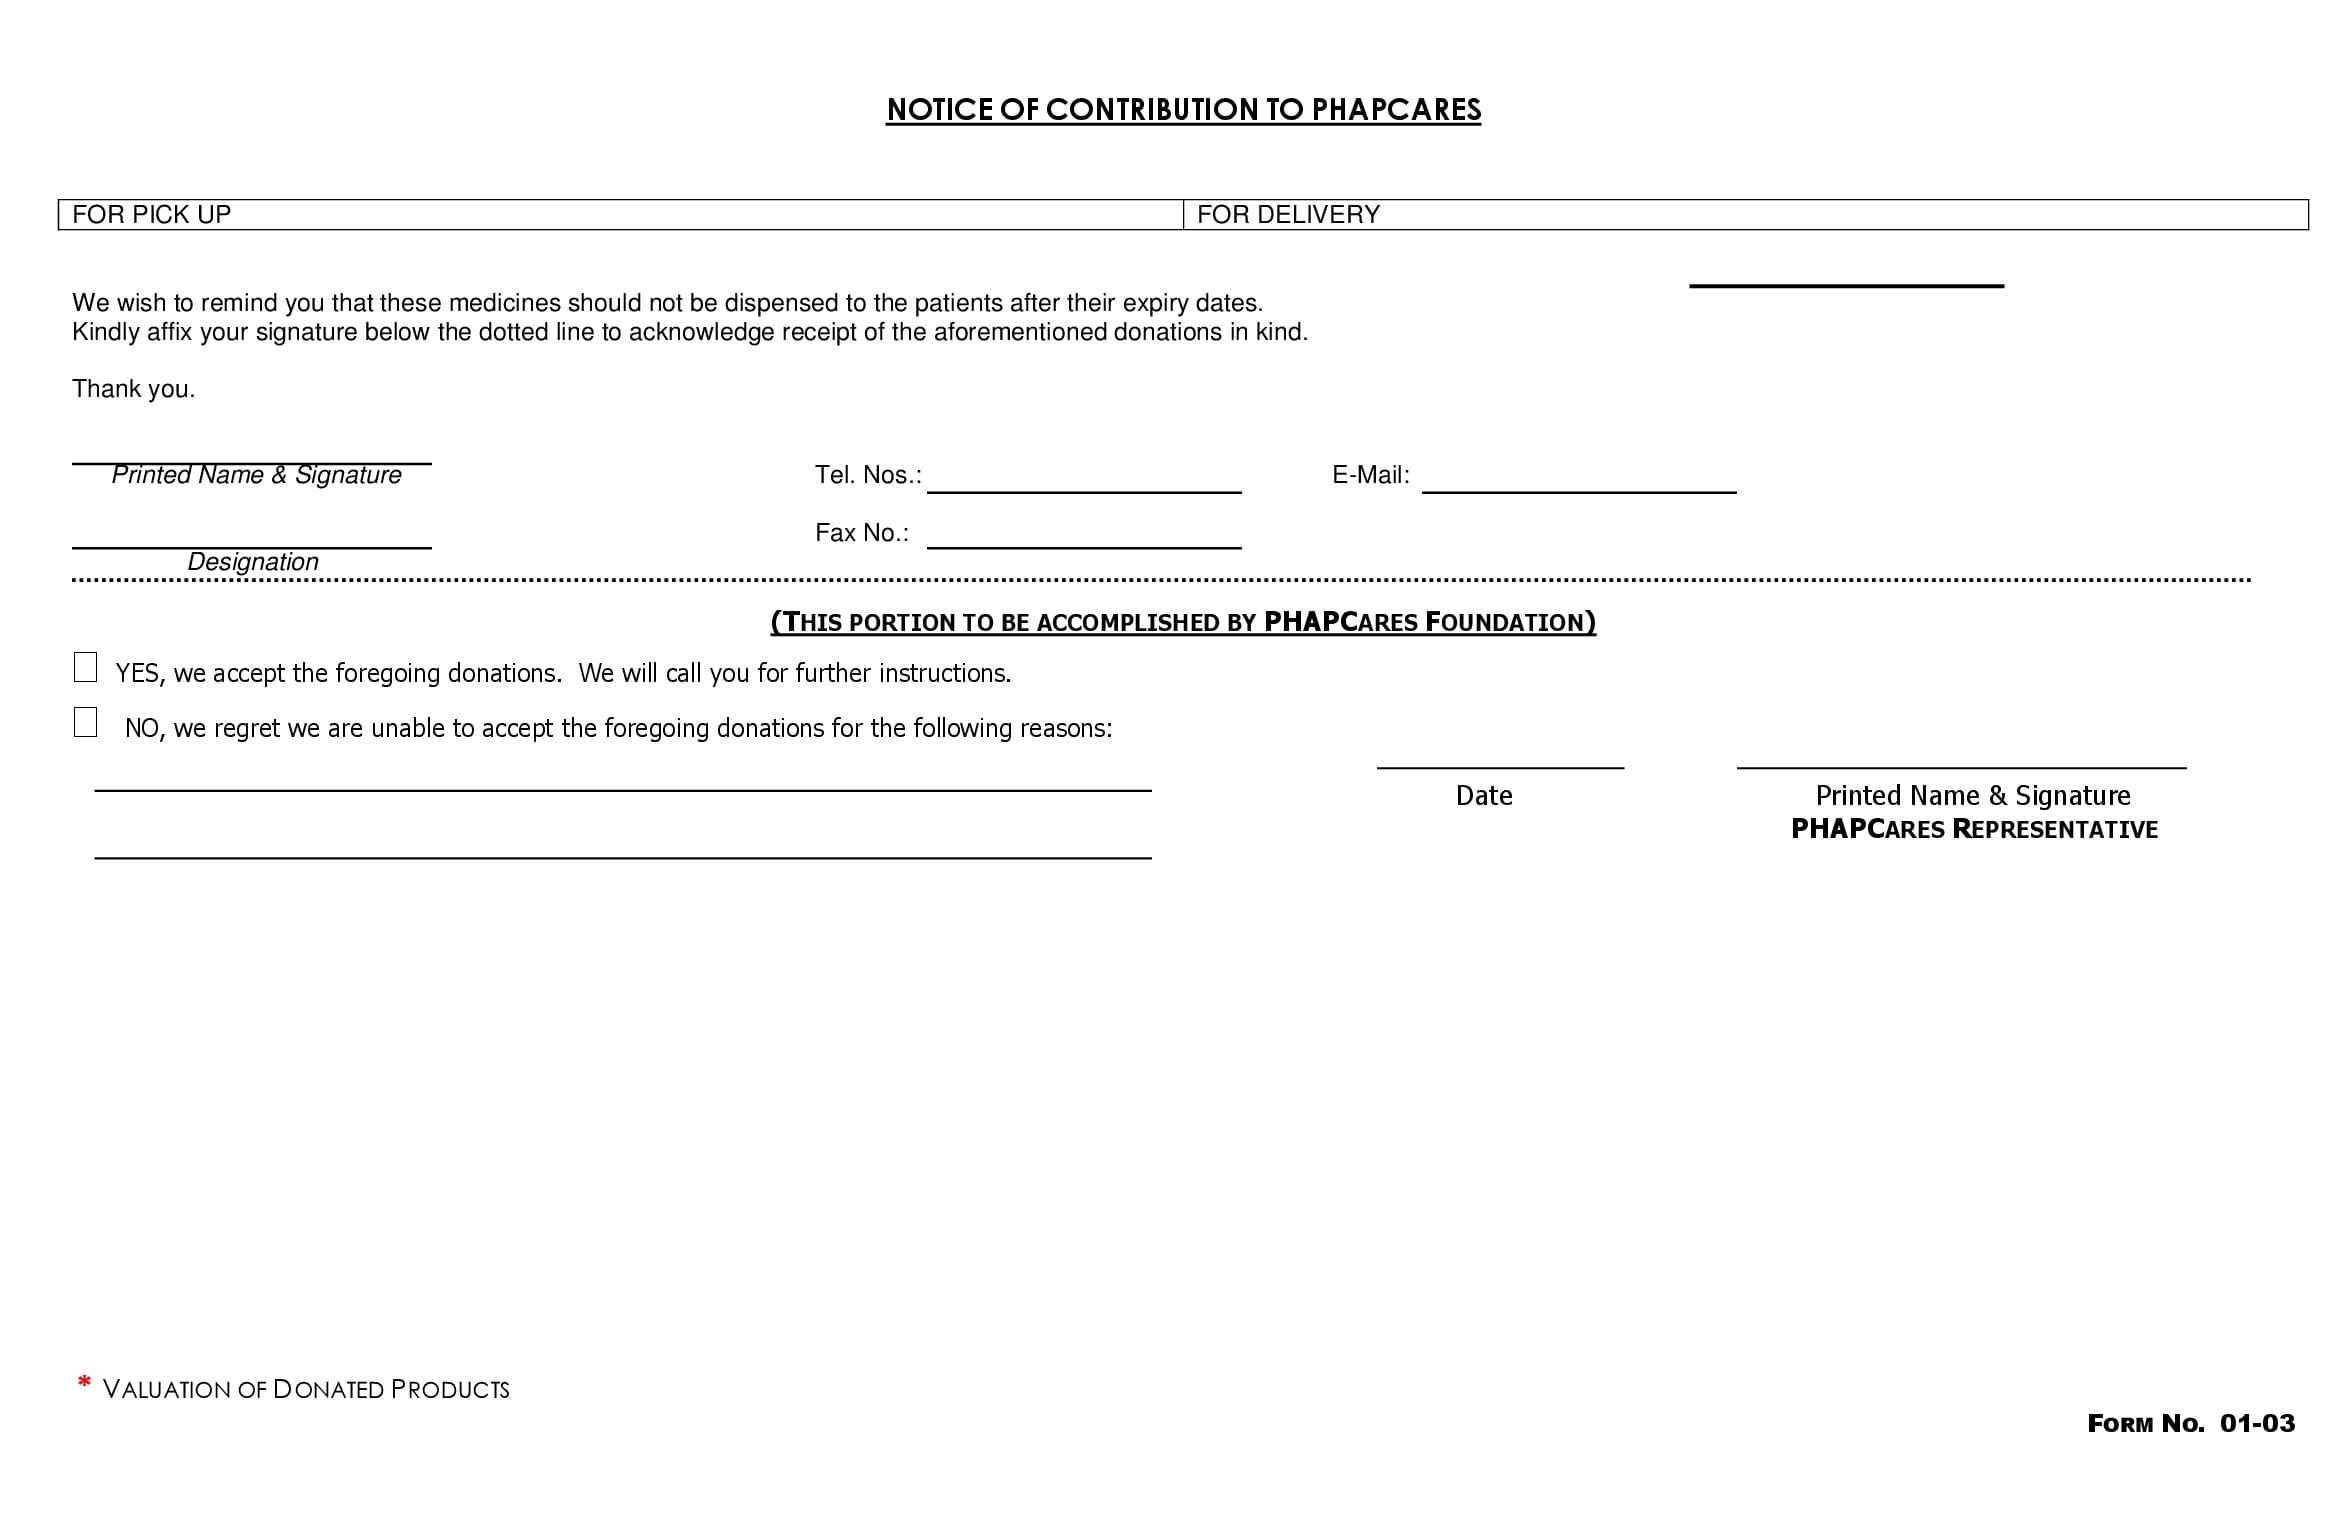 NOTICE OF CONTRIBUTION TO PHAPCARES
FOR PICK UP FOR DELIVERY
We wish to remind you that these medicines should not be dispensed to the patients after their expiry dates.
Kindly affix your signature below the dotted line to acknowledge receipt of the aforementioned donations in kind.
Thank you.
Printed Name & Signature Tel. Nos.: E-Mail:
Fax No.:
Designation
(THIS PORTION TO BE ACCOMPLISHED BY PHAPCARES FOUNDATION)
YES, we accept the foregoing donations. We will call you for further instructions.
NO, we regret we are unable to accept the foregoing donations for the following reasons:
Date Printed Name & Signature
PHAPCARES REPRESENTATIVE
* VALUATION OF DONATED PRODUCTS
FORM NO. 01-03